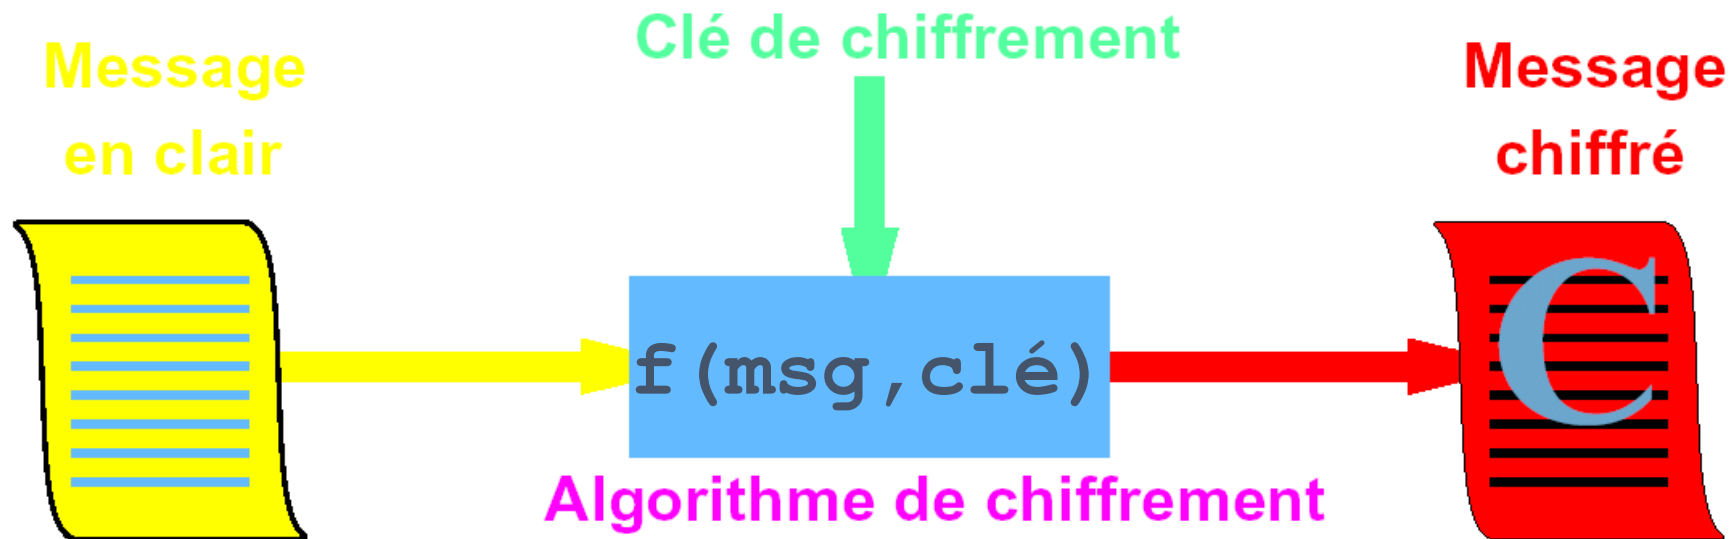 Clé de chiffrement
Message
en clair
Message
chiffré
f(msg,clé)
C
Algorithme de chiffrement